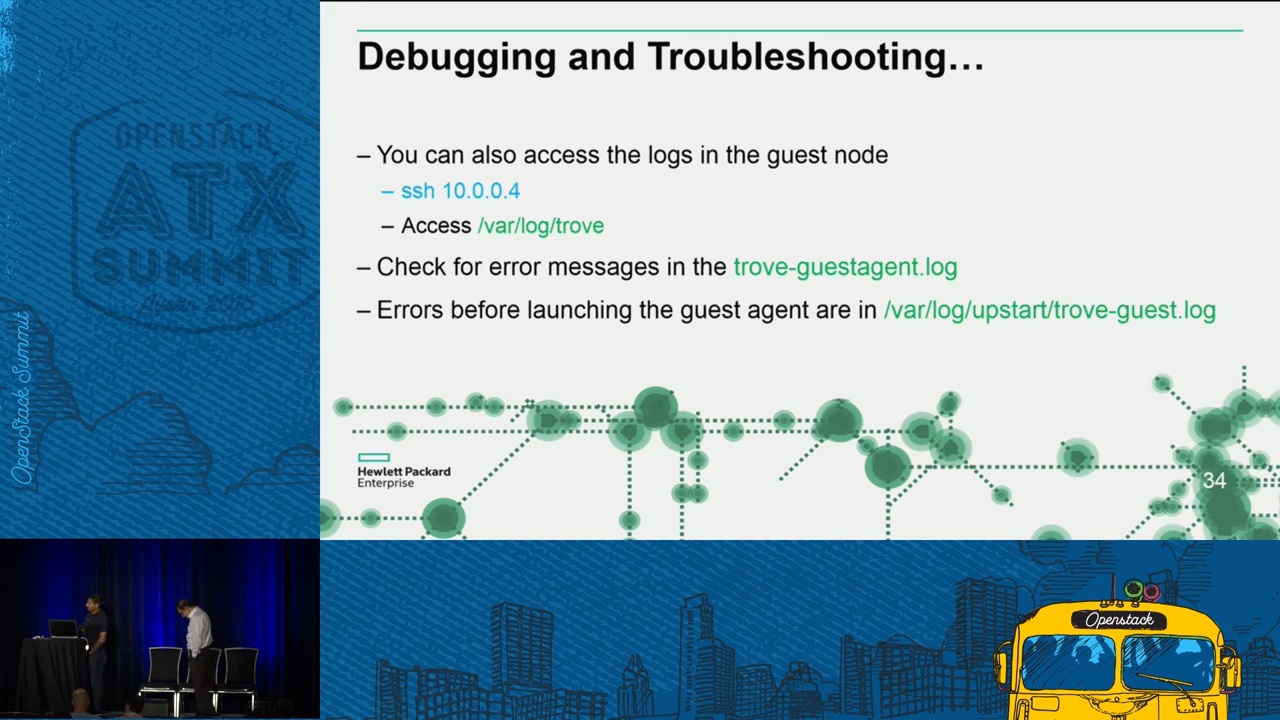 Debugging and Troubleshooting…
– You can also access the logs in the guest node
– ssh 10.0.0.4
– Access /var/log/trove
– Check for error messages in the trove-guestagent.log
– Errors before launching the guest agent are in /var/log/upstart/trove-guest.log
Hewlett Packard
Enterprise
34
OPENSTACK
ATX
SUMMIT
Austin 2016
OpenStack Summit
Openstack